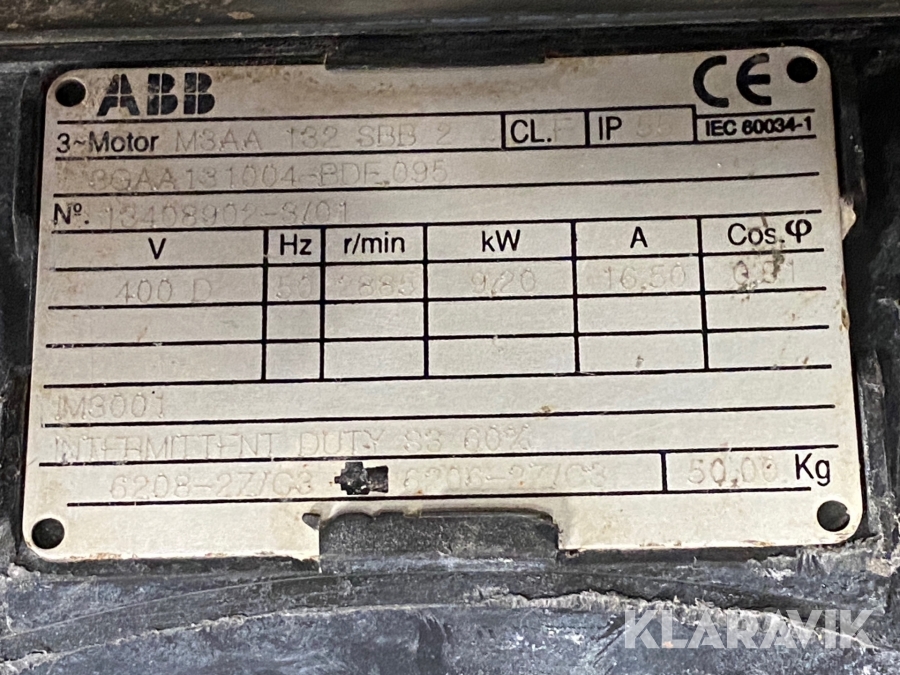 ABB CE
3~Motor M3AA 132 SBB 2 CL. F IP 55 IEC 60034-1
3GAA131004-BDE.095
Nº. 13408902-3/01
V Hz r/min kW A Cos.φ
400 D 50 2885 9/20 16.50 0.91
IM3001
INTERMITTENT DUTY S3 60%
6208-2Z/C3 6206-2Z/C3 50.00 Kg
KLARAVIK